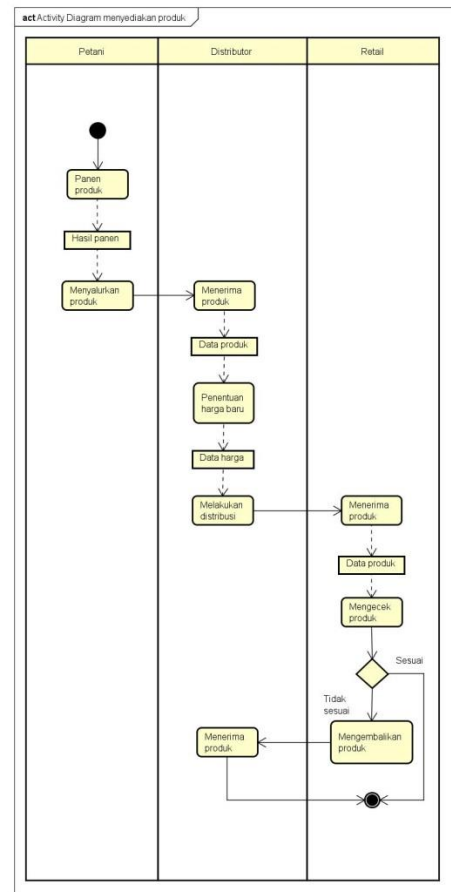 act Activity Diagram menyediakan produk
Petani
Distributor
Retail
Panen
produk
Hasil panen
Menyalurkan
produk
Menerima
produk
Data produk
Penentuan
harga baru
Data harga
Melakukan
distribusi
Menerima
produk
Data produk
Mengecek
produk
Sesuai
Tidak
sesuai
Mengembalikan
produk
Menerima
produk